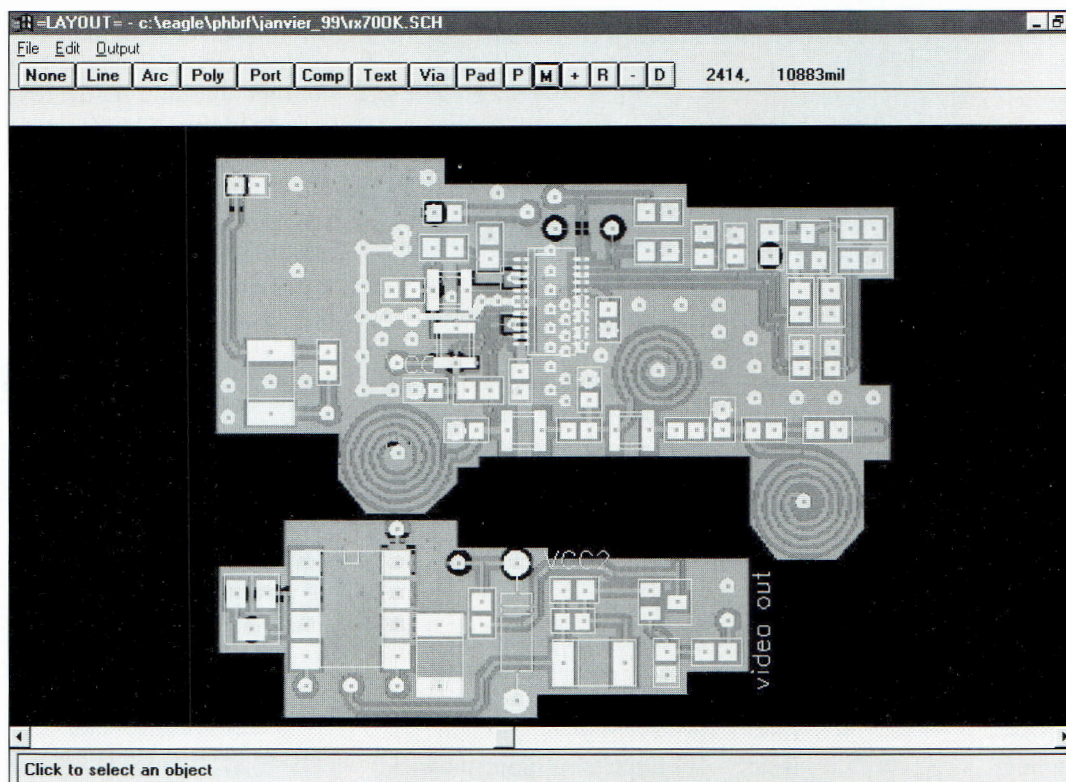 =LAYOUT= - c:\eagle\phbrf\janvier_99\rx700K.SCH
File Edit Output
None Line Arc Poly Port Comp Text Via Pad P M + R - D 2414, 10883mil
VCC2
video out
Click to select an object